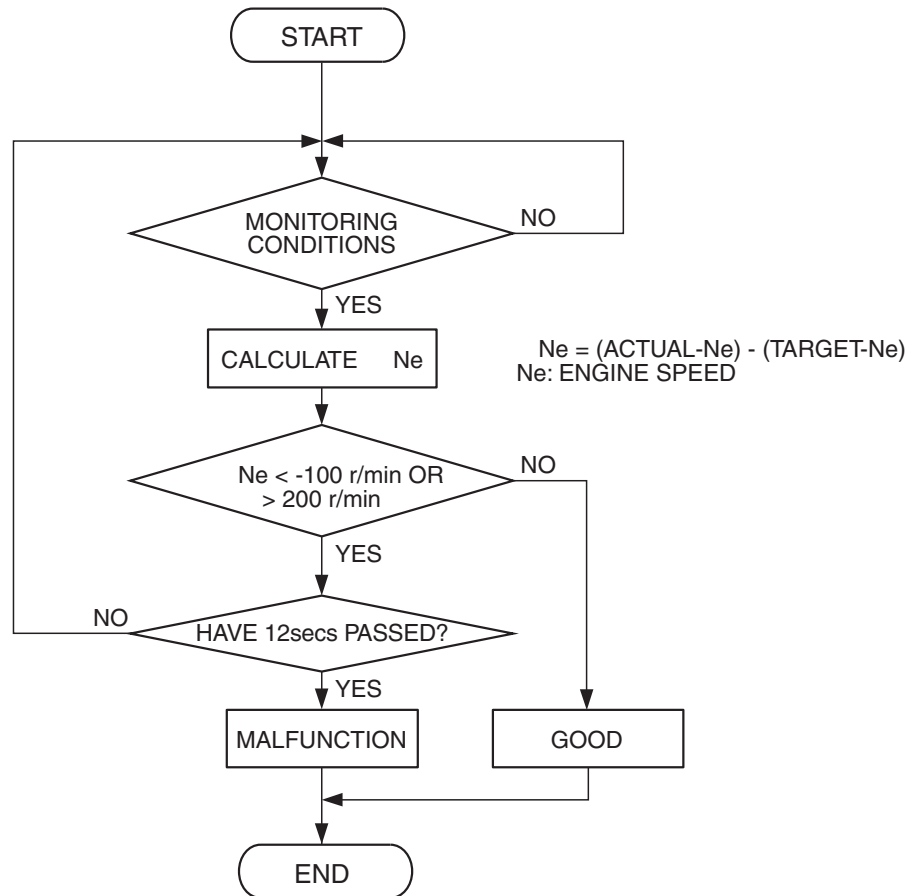 START
MONITORING
CONDITIONS
NO
YES
CALCULATE Ne
Ne = (ACTUAL-Ne) - (TARGET-Ne)
Ne: ENGINE SPEED
Ne < -100 r/min OR
> 200 r/min
NO
YES
NO
HAVE 12secs PASSED?
YES
MALFUNCTION
GOOD
END